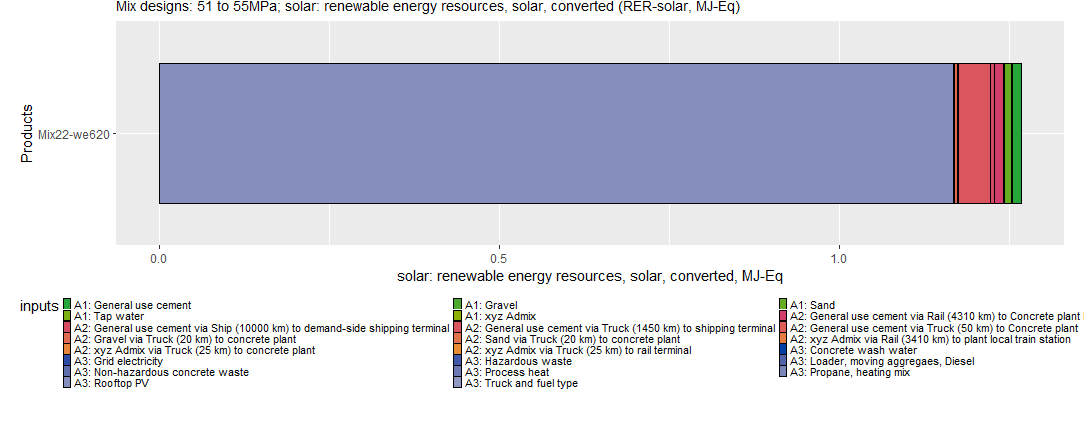 Mix designs: 51 to 55MPa; solar: renewable energy resources, solar, converted (RER-solar, MJ-Eq)
Products
Mix22-we620
0.0 0.5 1.0
solar: renewable energy resources, solar, converted, MJ-Eq
inputs
A1: General use cement A1: Gravel A1: Sand
A1: Tap water A1: xyz Admix A2: General use cement via Rail (4310 km) to Concrete plant
A2: General use cement via Ship (10000 km) to demand-side shipping terminal A2: General use cement via Truck (1450 km) to shipping terminal A2: General use cement via Truck (50 km) to Concrete plant
A2: Gravel via Truck (20 km) to concrete plant A2: Sand via Truck (20 km) to concrete plant A2: xyz Admix via Rail (3410 km) to plant local train station
A2: xyz Admix via Truck (25 km) to concrete plant A2: xyz Admix via Truck (25 km) to rail terminal A3: Concrete wash water
A3: Grid electricity A3: Hazardous waste A3: Loader, moving aggregaes, Diesel
A3: Non-hazardous concrete waste A3: Process heat A3: Propane, heating mix
A3: Rooftop PV A3: Truck and fuel type